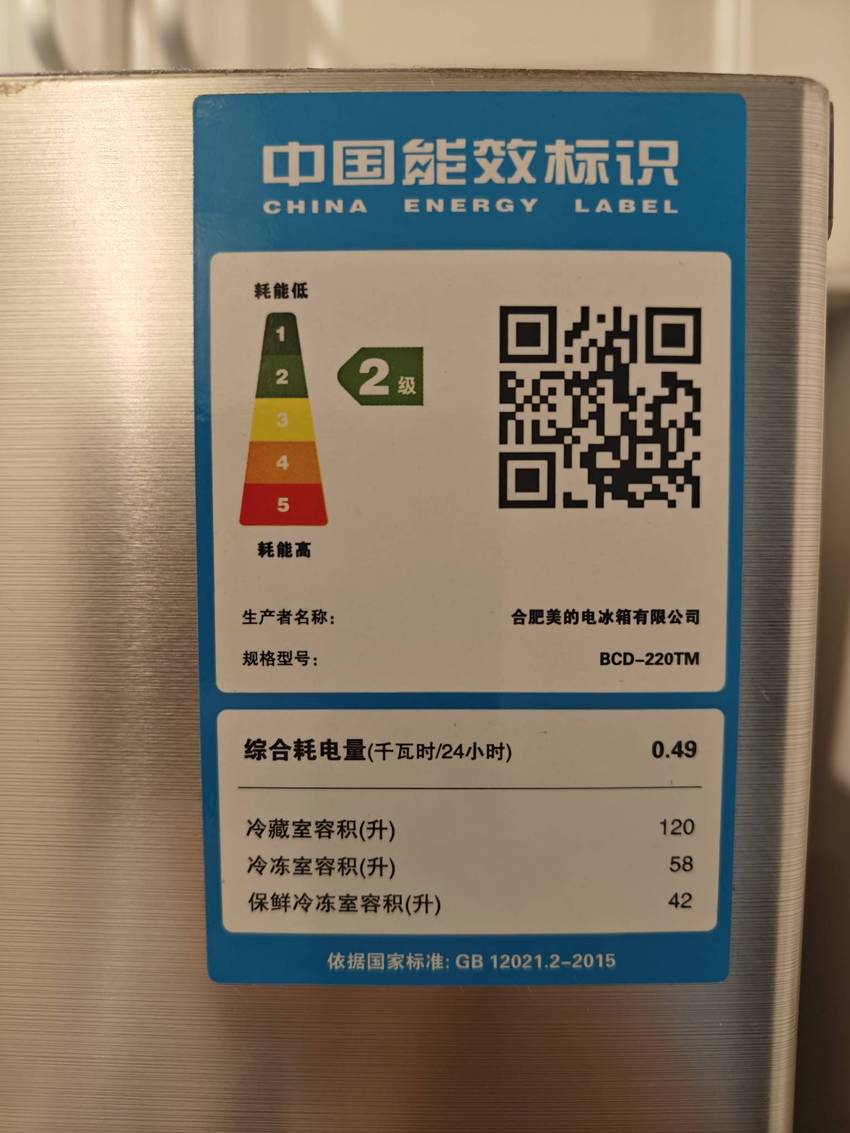 中国能效标识
CHINA ENERGY LABEL
耗能低
1
2
2级
3
4
5
耗能高
生产者名称: 合肥美的电冰箱有限公司
规格型号: BCD-220TM
综合耗电量(千瓦时/24小时) 0.49
冷藏室容积(升) 120
冷冻室容积(升) 58
保鲜冷冻室容积(升) 42
依据国家标准: GB 12021.2-2015